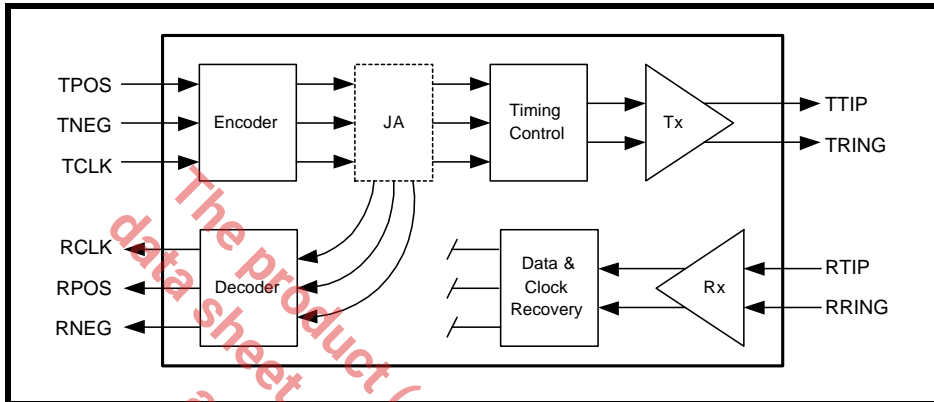 TPOS
TNEG
TCLK
Encoder
JA
Timing
Control
Tx
TTIP
TRING
RCLK
RPOS
RNEG
Decoder
Data &
Clock
Recovery
Rx
RTIP
RRING
The product (
data sheet